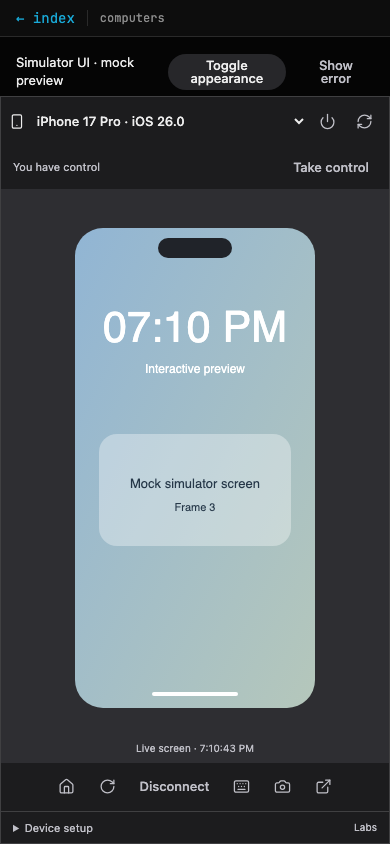 ← index
computers
Simulator UI · mock
preview
Toggle
appearance
Show
error
iPhone 17 Pro · iOS 26.0
You have control
Take control
07:10 PM
Interactive preview
Mock simulator screen
Frame 3
Live screen · 7:10:43 PM
Disconnect
Device setup
Labs